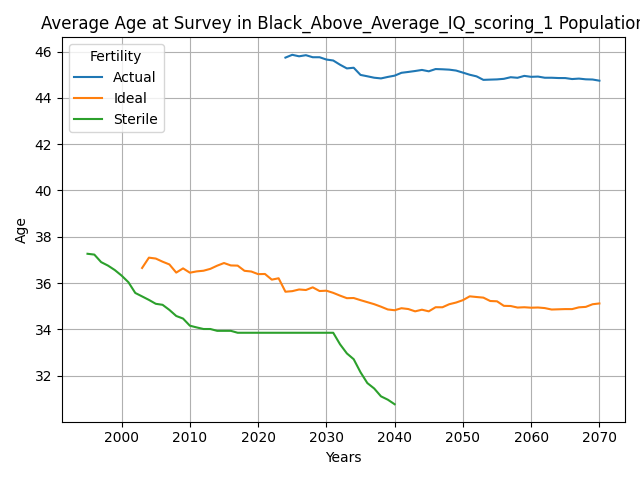 Average Age at Survey in Black_Above_Average_IQ_scoring_1 Population
Fertility
Actual
Ideal
Sterile
Age
46
44
42
40
38
36
34
32
2000
2010
2020
2030
2040
2050
2060
2070
Years